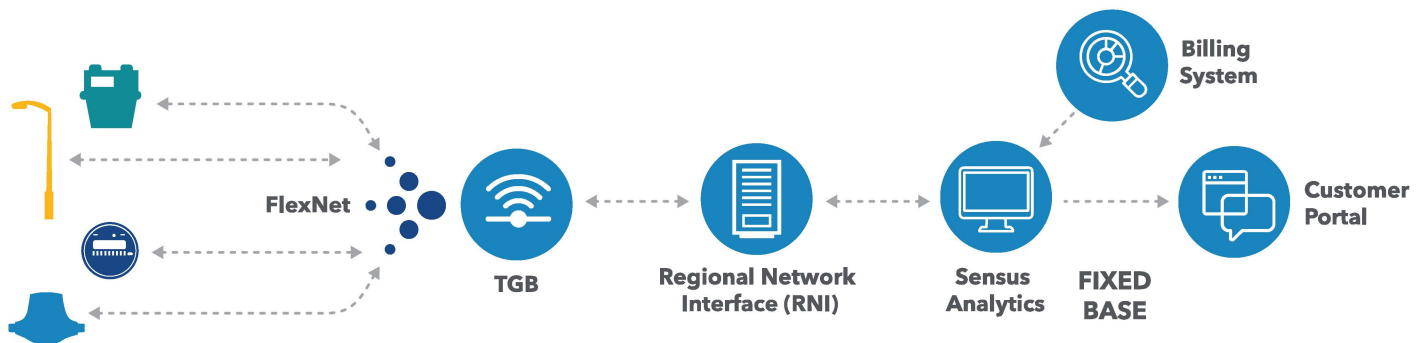 Billing
System
FlexNet
Customer
Portal
TGB
Regional Network
Interface (RNI)
Sensus
Analytics
FIXED
BASE